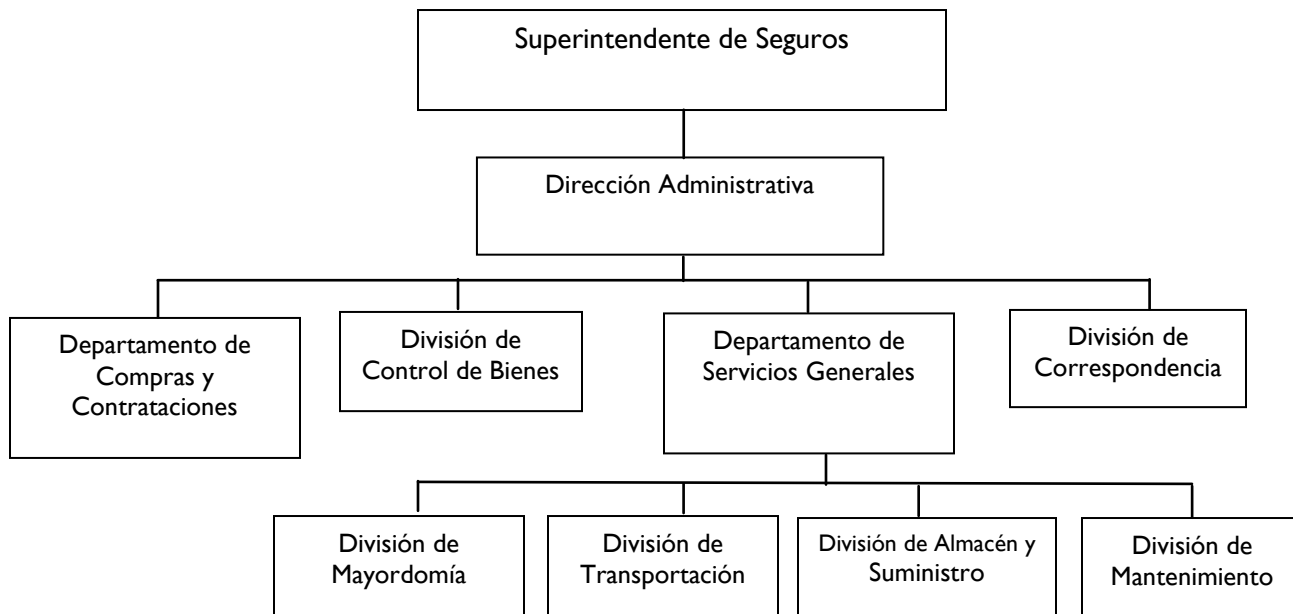 Superintendente de Seguros
Dirección Administrativa
Departamento de
Compras y
Contrataciones
División de
Control de Bienes
Departamento de
Servicios Generales
División de
Correspondencia
División de
Mayordomía
División de
Transportación
División de Almacén y
Suministro
División de
Mantenimiento